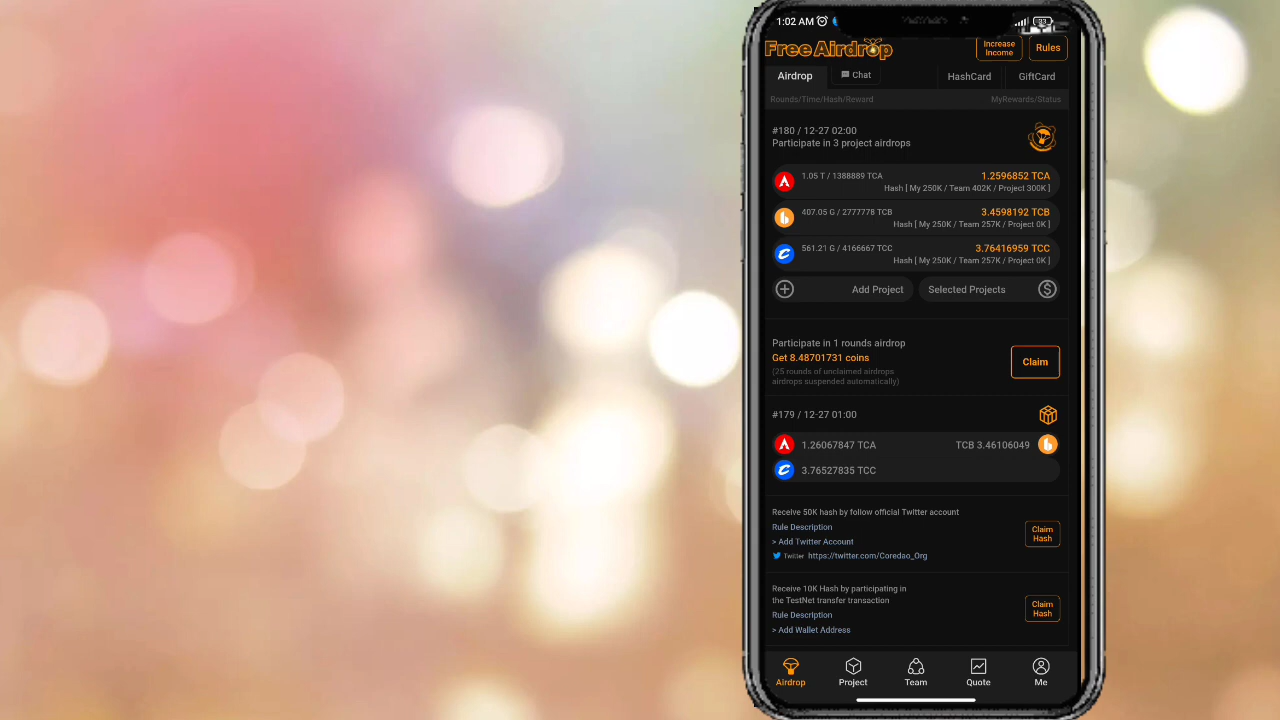 1:02 AM
33
Free Airdrop
Increase
Income
Rules
Airdrop
Chat
HashCard
GiftCard
Rounds/Time/Hash/Reward
MyRewards/Status
#180 / 12-27 02:00
Participate in 3 project airdrops
1.05 T / 1388889 TCA
1.2596852 TCA
Hash [ My 250K / Team 402K / Project 300K ]
407.05 G / 2777778 TCB
3.4598192 TCB
Hash [ My 250K / Team 257K / Project 0K ]
561.21 G / 4166667 TCC
3.76416959 TCC
Hash [ My 250K / Team 257K / Project 0K ]
Add Project
Selected Projects
Participate in 1 rounds airdrop
Get 8.48701731 coins
(25 rounds of unclaimed airdrops
airdrops suspended automatically)
Claim
#179 / 12-27 01:00
1.26067847 TCA
TCB 3.46106049
3.76527835 TCC
Receive 50K hash by follow official Twitter account
Rule Description
> Add Twitter Account
Twitter https://twitter.com/Coredao_Org
Claim
Hash
Receive 10K Hash by participating in
the TestNet transfer transaction
Rule Description
> Add Wallet Address
Claim
Hash
Airdrop
Project
Team
Quote
Me